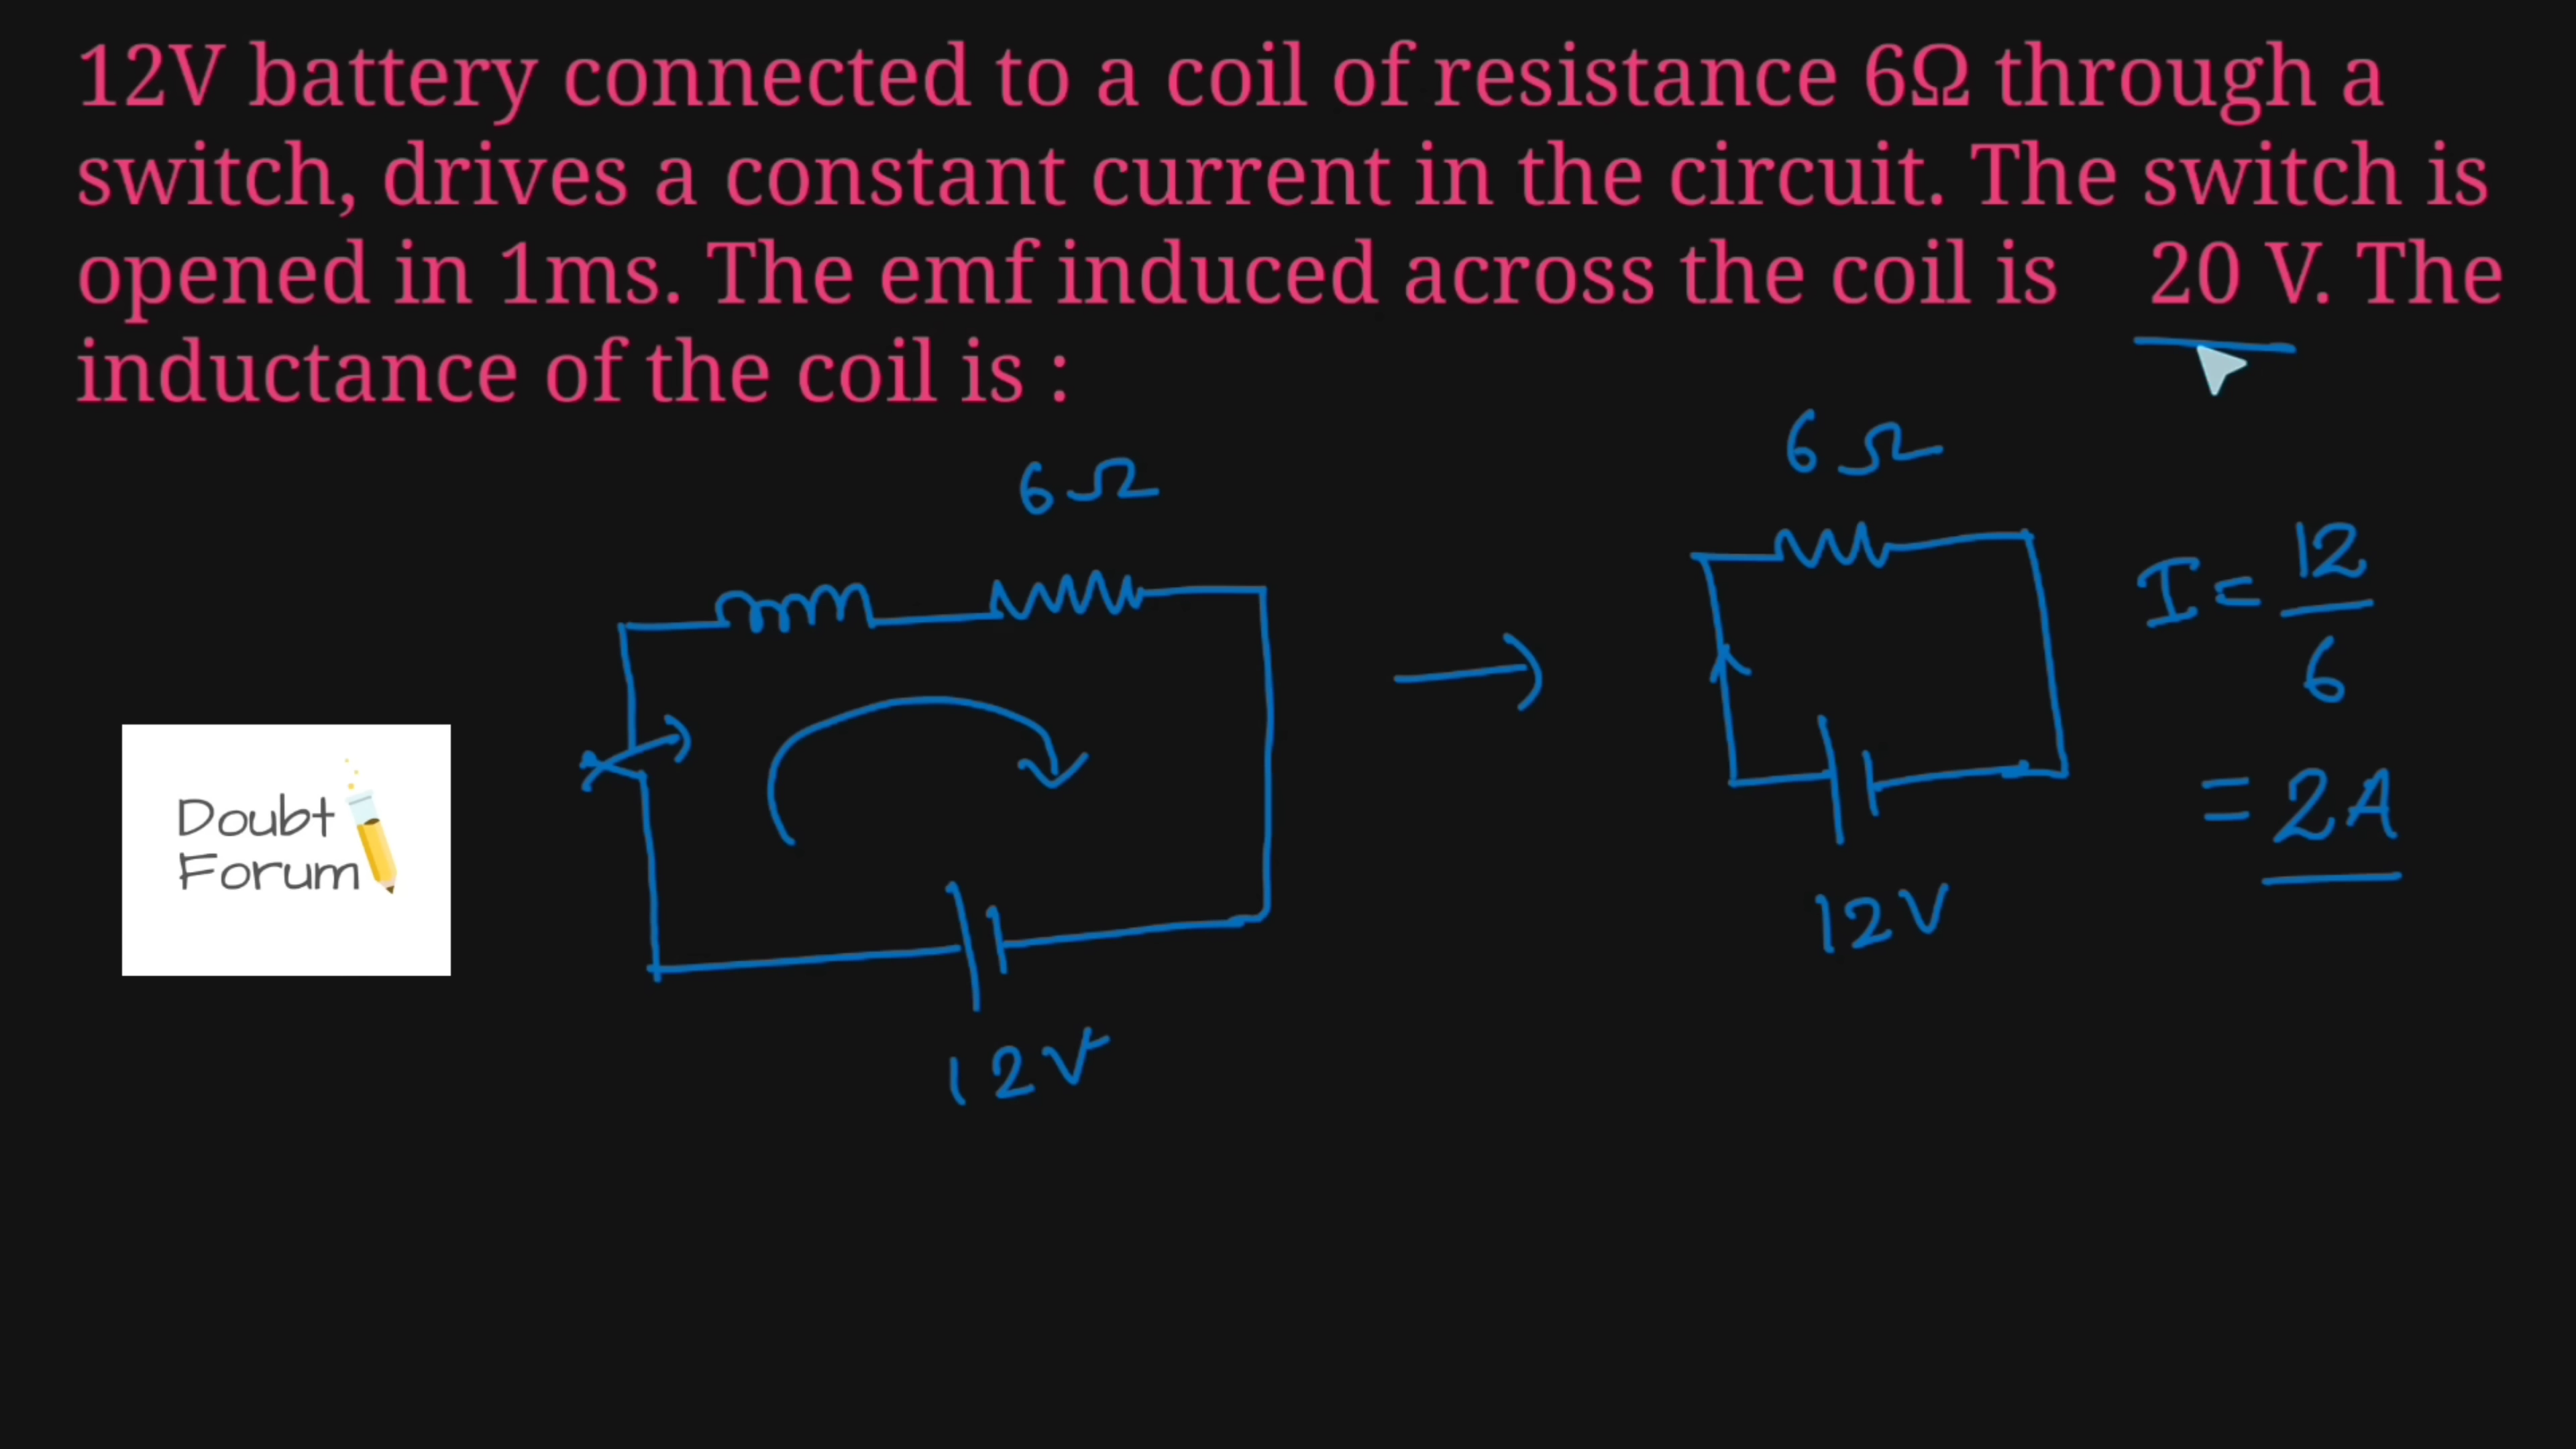 12V battery connected to a coil of resistance 6Ω through a
switch, drives a constant current in the circuit. The switch is
opened in 1ms. The emf induced across the coil is 20 V. The
inductance of the coil is :
6Ω
6Ω
I = 12/6
= 2A
12V
12V
Doubt
Forum